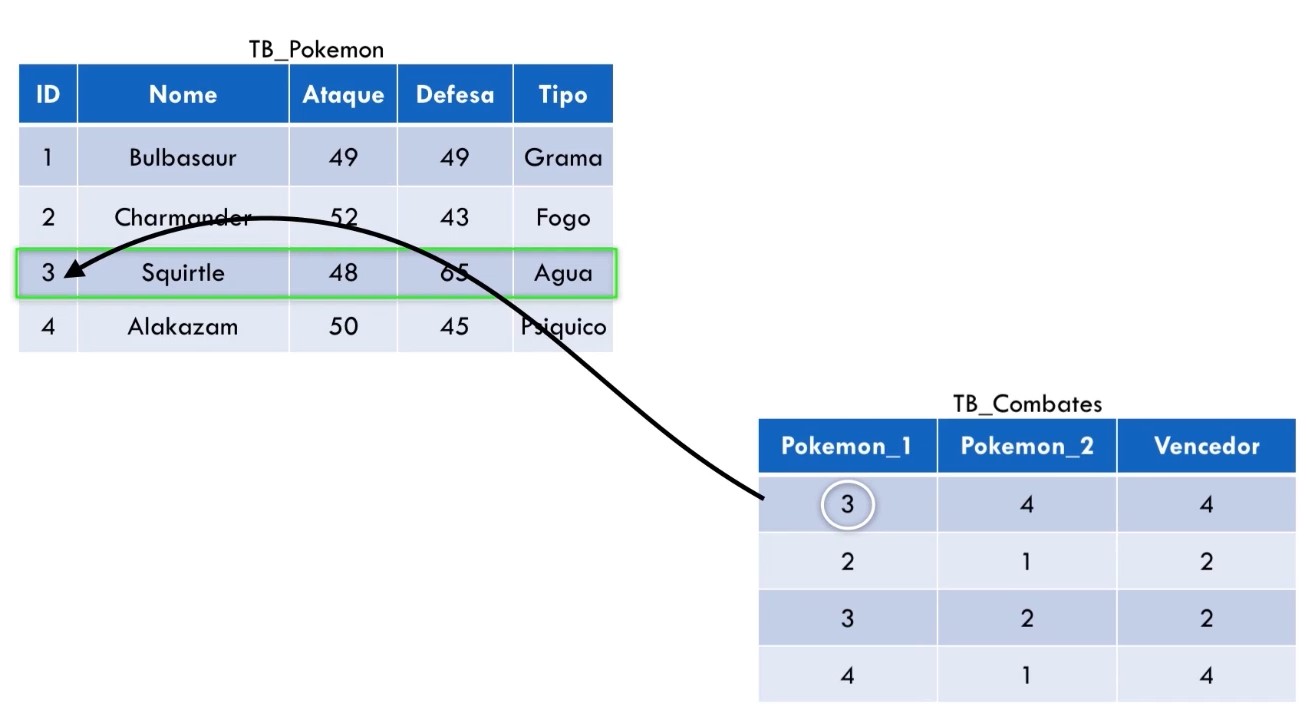 TB_Pokemon
ID Nome Ataque Defesa Tipo
1 Bulbasaur 49 49 Grama
2 Charmander 52 43 Fogo
3 Squirtle 48 65 Agua
4 Alakazam 50 45 Psiquico
TB_Combates
Pokemon_1 Pokemon_2 Vencedor
3 4 4
2 1 2
3 2 2
4 1 4